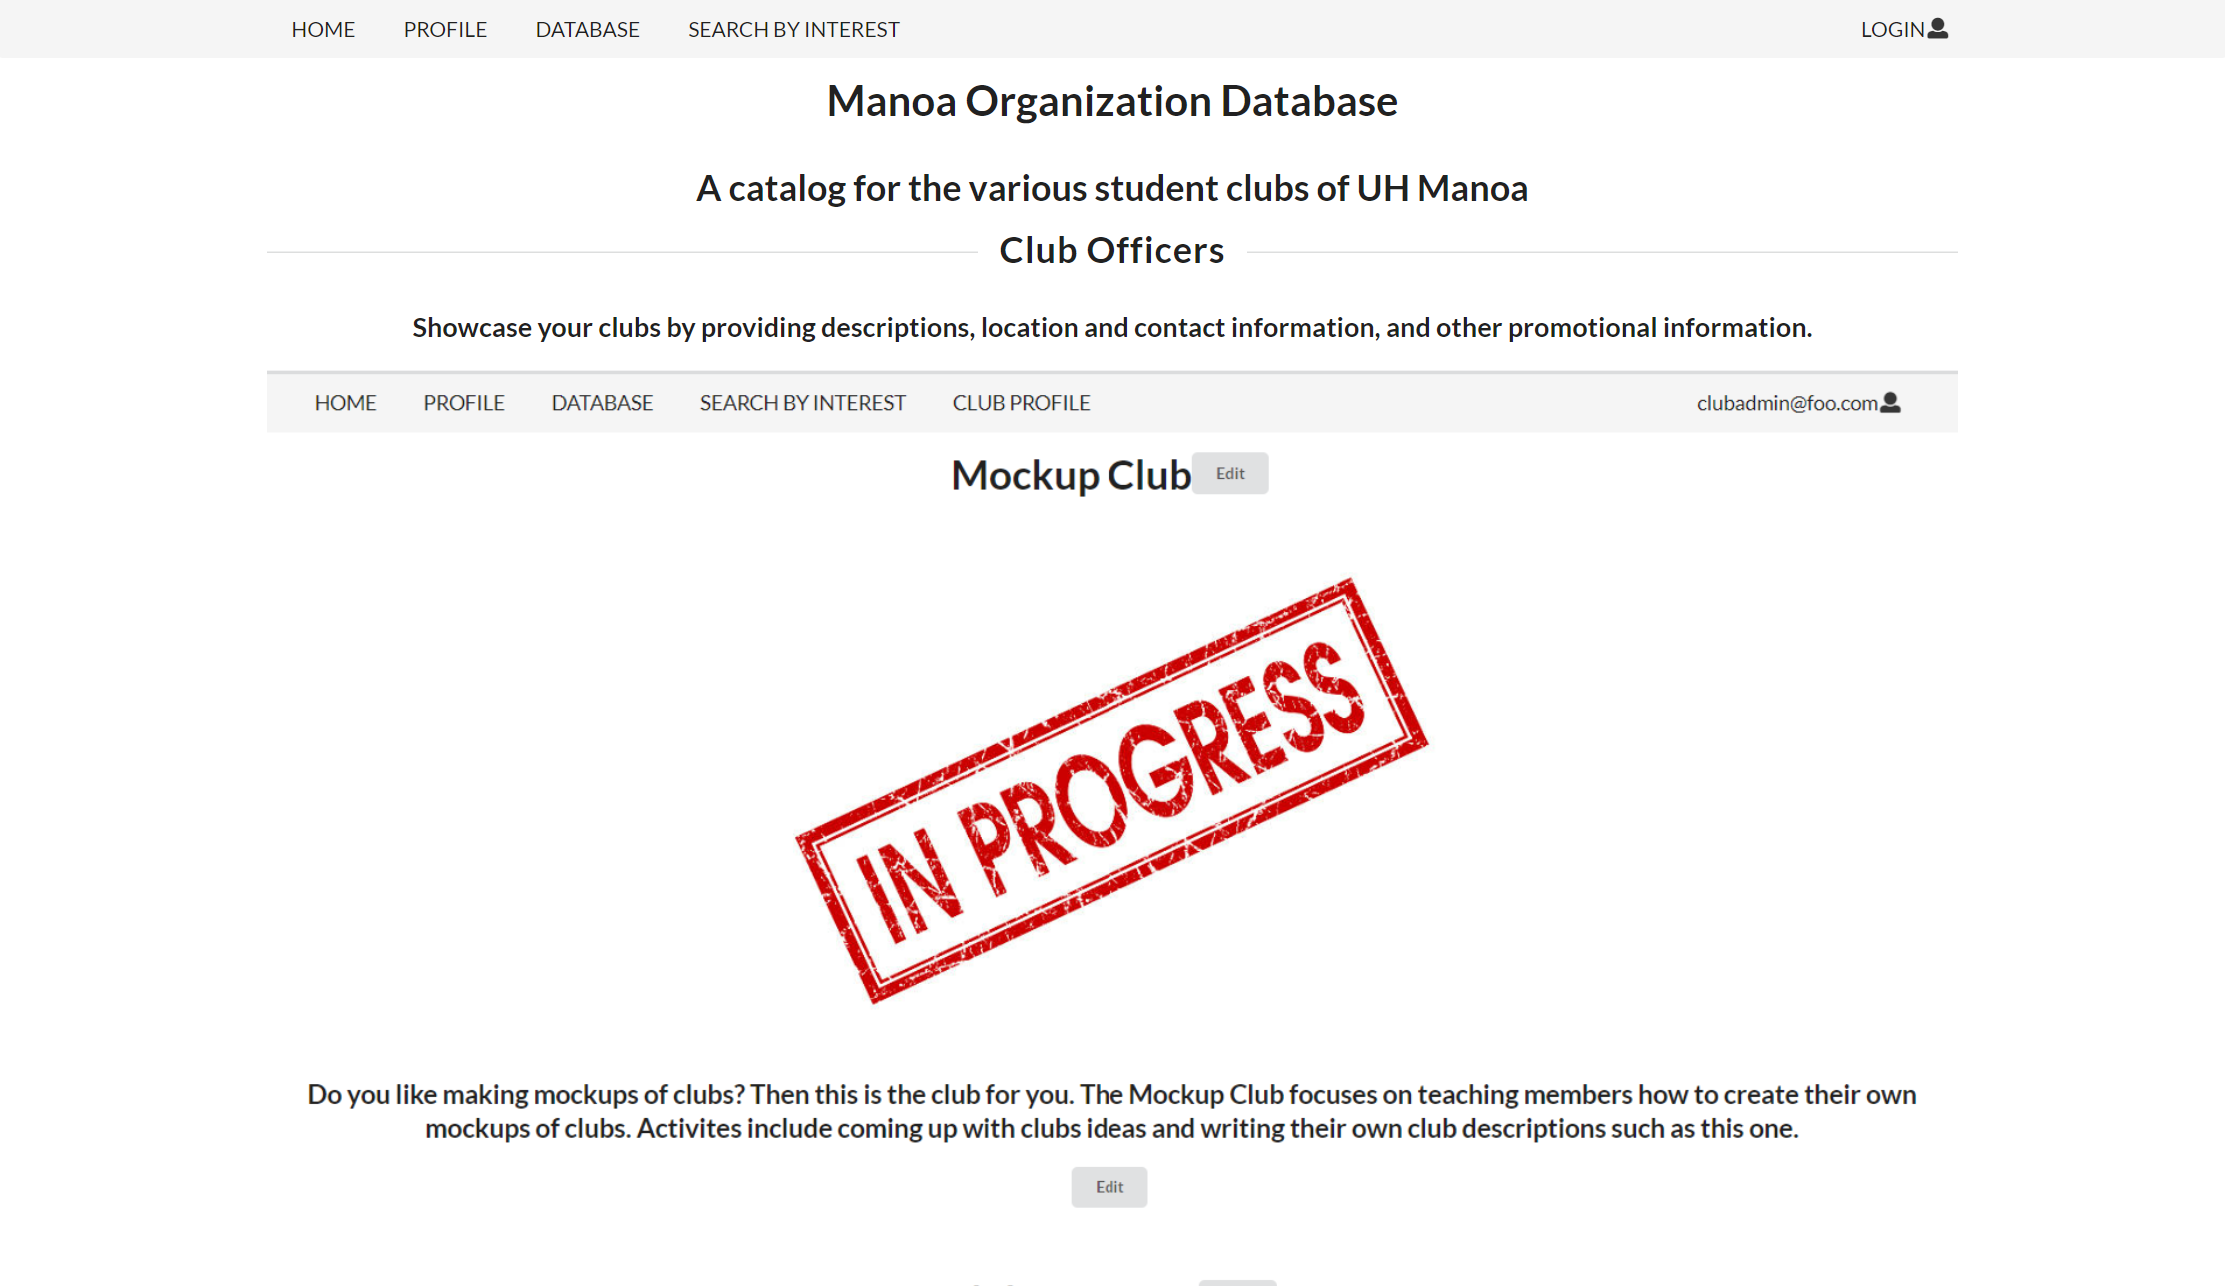 HOME PROFILE DATABASE SEARCH BY INTEREST LOGIN
Manoa Organization Database
A catalog for the various student clubs of UH Manoa
Club Officers
Showcase your clubs by providing descriptions, location and contact information, and other promotional information.
HOME PROFILE DATABASE SEARCH BY INTEREST CLUB PROFILE clubadmin@foo.com
Mockup Club Edit
IN PROGRESS
Do you like making mockups of clubs? Then this is the club for you. The Mockup Club focuses on teaching members how to create their own
mockups of clubs. Activites include coming up with clubs ideas and writing their own club descriptions such as this one.
Edit